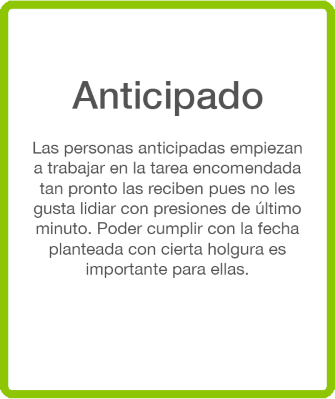 Anticipado
Las personas anticipadas empiezan
a trabajar en la tarea encomendada
tan pronto las reciben pues no les
gusta lidiar con presiones de último
minuto. Poder cumplir con la fecha
planteada con cierta holgura es
importante para ellas.